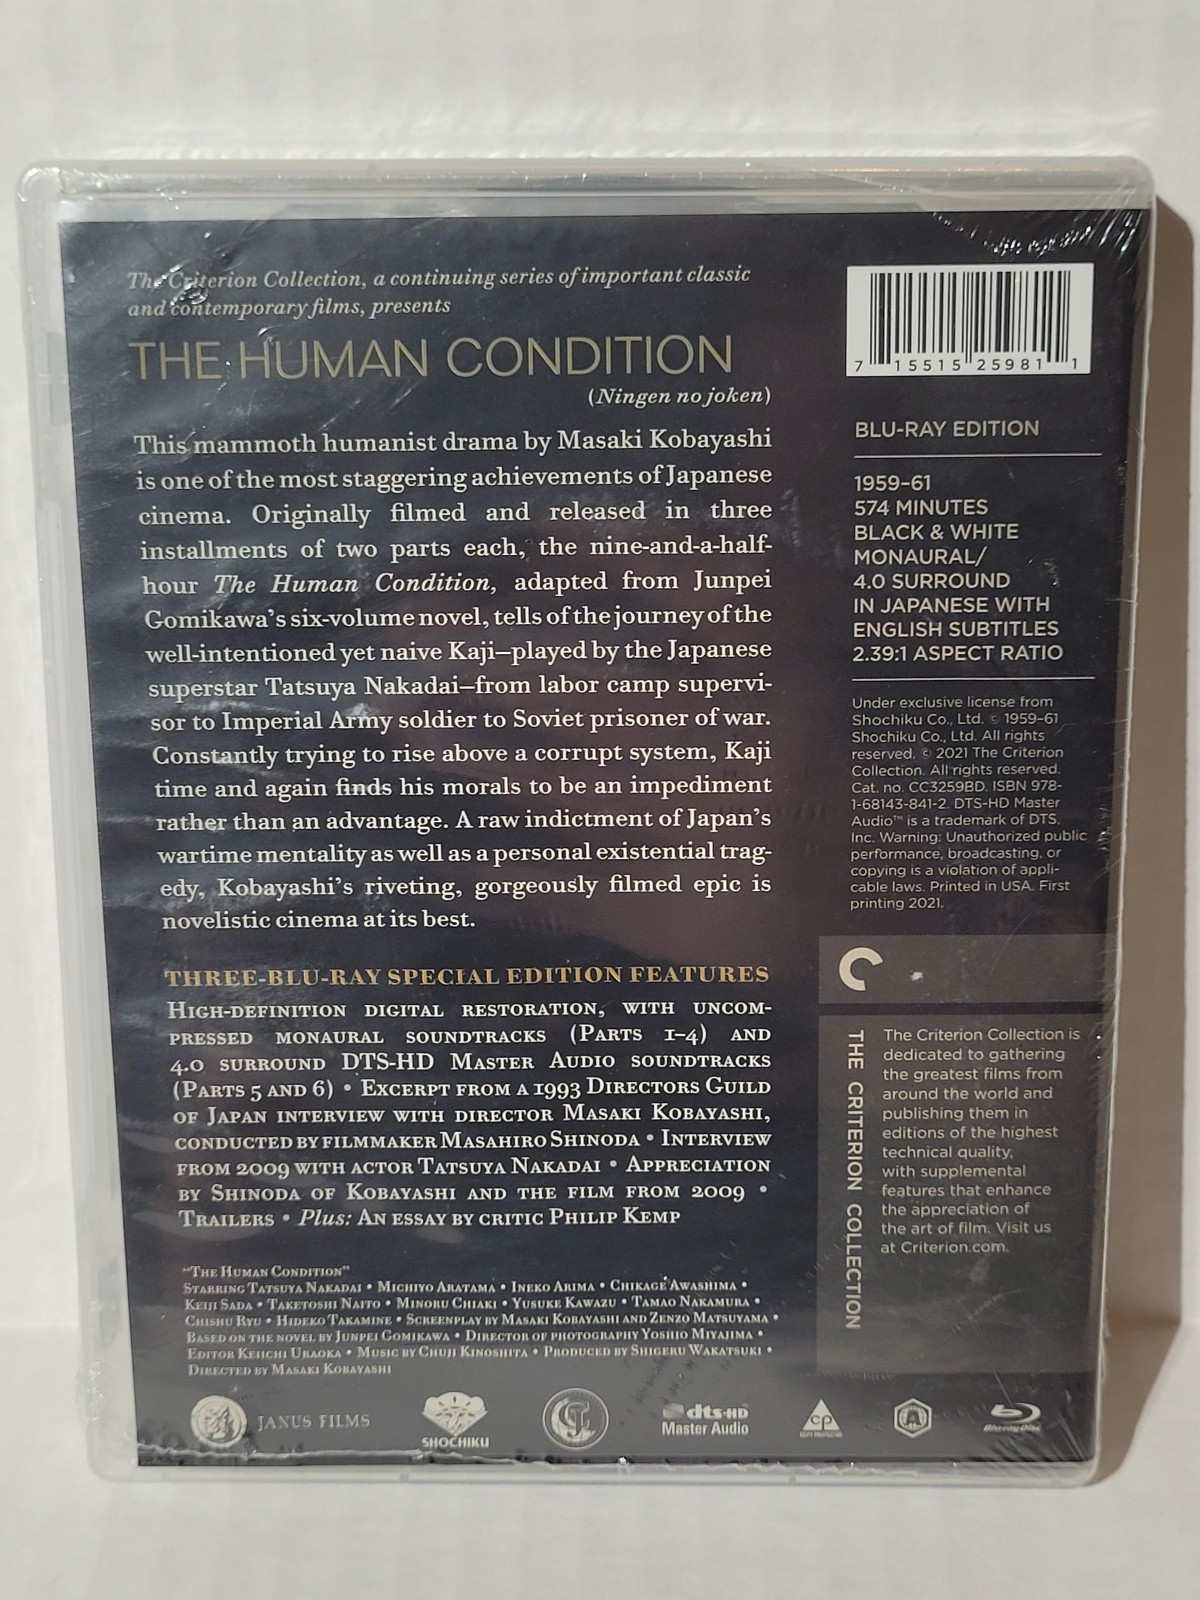 The Criterion Collection, a continuing series of important classic
and contemporary films, presents
THE HUMAN CONDITION
(Ningen no joken)
This mammoth humanist drama by Masaki Kobayashi
is one of the most staggering achievements of Japanese
cinema. Originally filmed and released in three
installments of two parts each, the nine-and-a-half-
hour The Human Condition, adapted from Junpei
Gomikawa's six-volume novel, tells of the journey of the
well-intentioned yet naive Kaji—played by the Japanese
superstar Tatsuya Nakadai—from labor camp supervi-
sor to Imperial Army soldier to Soviet prisoner of war.
Constantly trying to rise above a corrupt system, Kaji
time and again finds his morals to be an impediment
rather than an advantage. A raw indictment of Japan's
wartime mentality as well as a personal existential trag-
edy, Kobayashi's riveting, gorgeously filmed epic is
novelistic cinema at its best.
THREE-BLU-RAY SPECIAL EDITION FEATURES
High-definition digital restoration, with uncom-
pressed monaural soundtracks (Parts 1–4) and
4.0 surround DTS-HD Master Audio soundtracks
(Parts 5 and 6) • Excerpt from a 1993 Directors Guild
of Japan interview with director Masaki Kobayashi,
conducted by filmmaker Masahiro Shinoda • Interview
from 2009 with actor Tatsuya Nakadai • Appreciation
by Shinoda of Kobayashi and the film from 2009 •
Trailers • Plus: An essay by critic Philip Kemp
"The Human Condition"
Starring Tatsuya Nakadai • Michiyo Aratama • Ineko Arima • Chikage Awashima •
Keiji Sada • Taketoshi Naito • Minoru Chiaki • Yusuke Kawazu • Tamao Nakamura •
Chishu Ryu • Hideko Takamine • Screenplay by Masaki Kobayashi and Zenzo Matsuyama •
Based on the novel by Junpei Gomikawa • Director of photography Yoshio Miyajima •
Editor Keiichi Uraoka • Music by Chuji Kinoshita • Produced by Shigeru Wakatsuki •
Directed by Masaki Kobayashi
JANUS FILMS
SHOCHIKU
dts-HD
Master Audio
CP
COPY PROTECTED
Blu-ray Disc
7 15515 25981 1
BLU-RAY EDITION
1959–61
574 MINUTES
BLACK & WHITE
MONAURAL/
4.0 SURROUND
IN JAPANESE WITH
ENGLISH SUBTITLES
2.39:1 ASPECT RATIO
Under exclusive license from
Shochiku Co., Ltd. © 1959–61
Shochiku Co., Ltd. All rights
reserved. © 2021 The Criterion
Collection. All rights reserved.
Cat. no. CC3259BD. ISBN 978-
1-68143-841-2. DTS-HD Master
Audio™ is a trademark of DTS,
Inc. Warning: Unauthorized public
performance, broadcasting, or
copying is a violation of appli-
cable laws. Printed in USA. First
printing 2021.
THE CRITERION COLLECTION
The Criterion Collection is
dedicated to gathering
the greatest films from
around the world and
publishing them in
editions of the highest
technical quality,
with supplemental
features that enhance
the appreciation of
the art of film. Visit us
at Criterion.com.